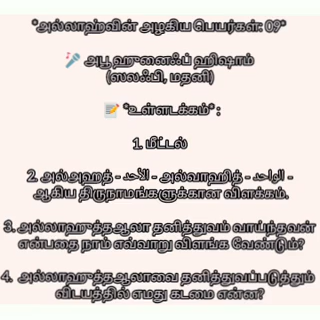 *அல்லாஹ்வின் அழகிய பெயர்கள்: 09*
🎤 அபூ ஹுனைஃப் ஹிஷாம்
(ஸலஃபி, மதனி)
📝 *உள்ளடக்கம்* :
1. மீட்டல்
2. அல்அஹத் - الأحد - அல்வாஹித் - الواحد -
ஆகிய திருநாமங்களுக்கான விளக்கம்.
3. அல்லாஹுத்தஆலா தனித்துவம் வாய்ந்தவன்
என்பதை நாம் எவ்வாறு விளங்க வேண்டும்?
4. அல்லாஹுத்தஆலாவை தனித்துவப்படுத்தும்
விடயத்தில் எமது கடமை என்ன?